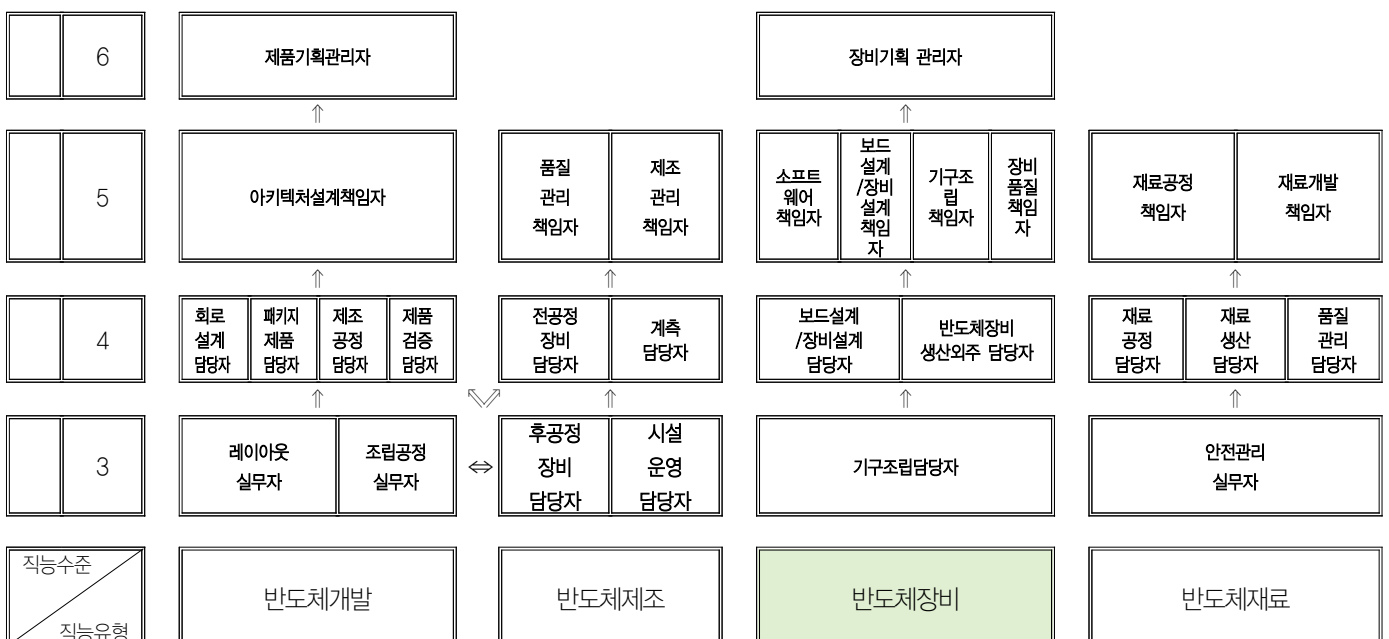 6
제품기획관리자
장비기획 관리자
⇑
⇑
5
아키텍처설계책임자
품질
관리
책임자
제조
관리
책임자
소프트
웨어
책임자
보드
설계
/장비
설계
책임
자
기구조
립
책임자
장비
품질
책임
자
재료공정
책임자
재료개발
책임자
⇑
⇑
⇑
⇑
4
회로
설계
담당자
패키지
제품
담당자
제조
공정
담당자
제품
검증
담당자
전공정
장비
담당자
계측
담당자
보드설계
/장비설계
담당자
반도체장비
생산외주 담당자
재료
공정
담당자
재료
생산
담당자
품질
관리
담당자
⇑
⇑
⇑
⇑
3
레이아웃
실무자
조립공정
실무자
⇔
후공정
장비
담당자
시설
운영
담당자
기구조립담당자
안전관리
실무자
직능수준
직능유형
반도체개발
반도체제조
반도체장비
반도체재료